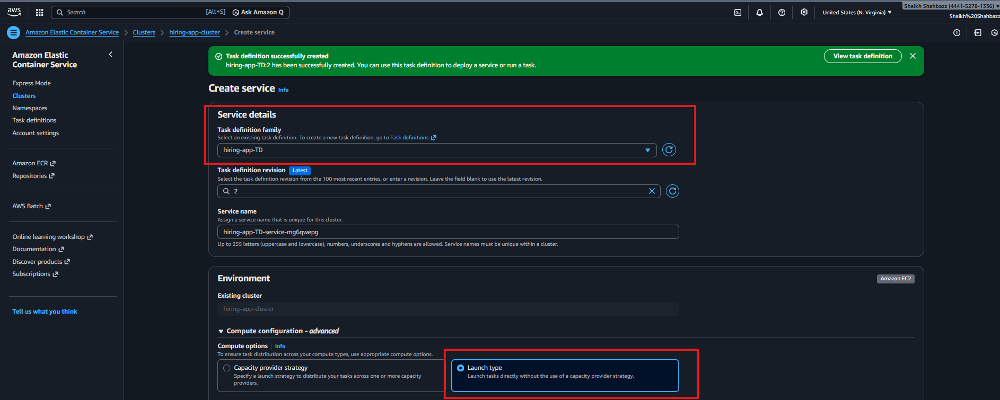 aws
Search
[Alt+S]
Ask Amazon Q
United States (N. Virginia)
Shaikh Shahbazz (4441-5278-1336)
Shaikh%20Shahbazz
Amazon Elastic Container Service
Clusters
hiring-app-cluster
Create service
Amazon Elastic
Container Service
Express Mode
Clusters
Namespaces
Task definitions
Account settings
Amazon ECR
Repositories
AWS Batch
Online learning workshop
Documentation
Discover products
Subscriptions
Tell us what you think
Task definition successfully created
hiring-app-TD:2 has been successfully created. You can use this task definition to deploy a service or run a task.
View task definition
Create service Info
Service details
Task definition family
Select an existing task definition. To create a new task definition, go to Task definitions .
hiring-app-TD
Task definition revision Latest
Select the task definition revision from the 100 most recent entries, or enter a revision. Leave the field blank to use the latest revision.
2
Service name
Assign a service name that is unique for this cluster.
hiring-app-TD-service-mg6qwepg
Up to 255 letters (uppercase and lowercase), numbers, underscores and hyphens are allowed. Service names must be unique within a cluster.
Environment
Amazon EC2
Existing cluster
hiring-app-cluster
Compute configuration - advanced
Compute options Info
To ensure task distribution across your compute types, use appropriate compute options.
Capacity provider strategy
Specify a launch strategy to distribute your tasks across one or more capacity
providers.
Launch type
Launch tasks directly without the use of a capacity provider strategy.